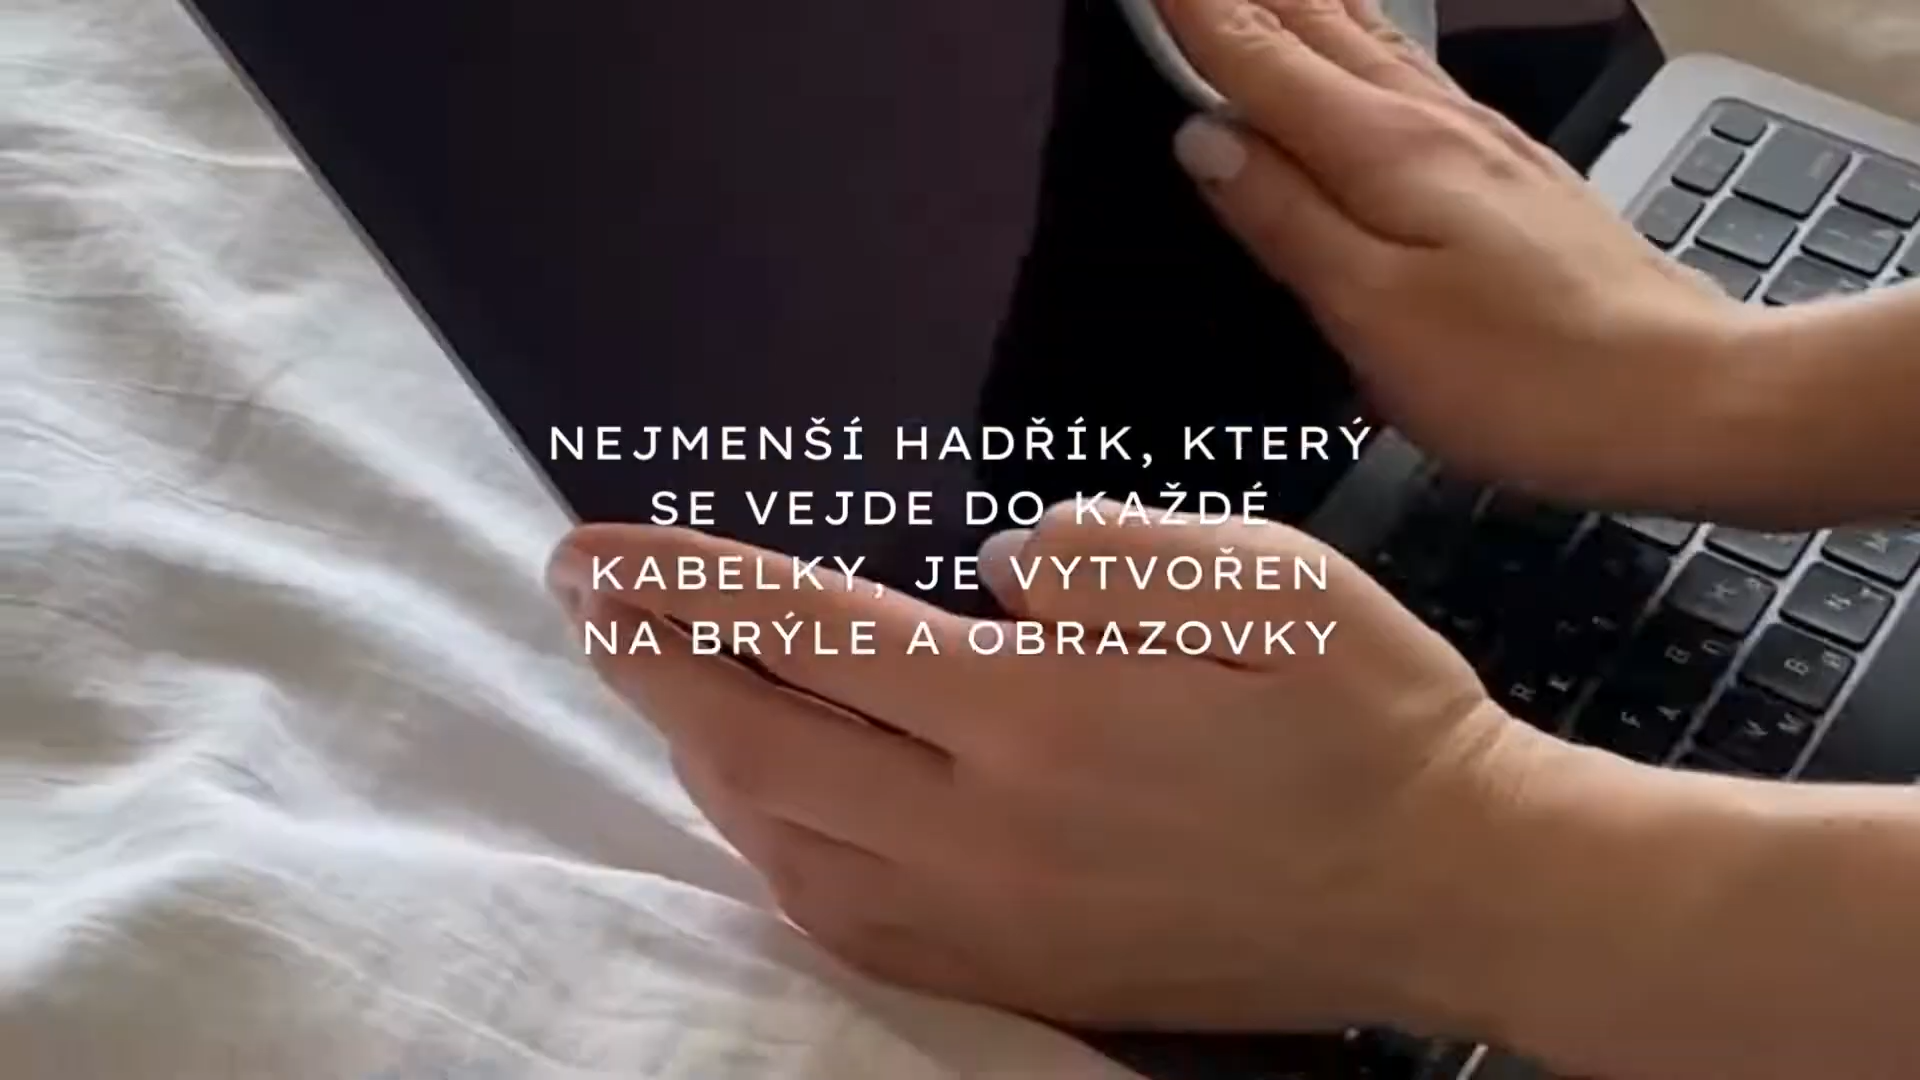 NEJMENŠÍ HADŘÍK, KTERÝ
SE VEJDE DO KAŽDÉ
KABELKY, JE VYTVOŘEN
NA BRÝLE A OBRAZOVKY